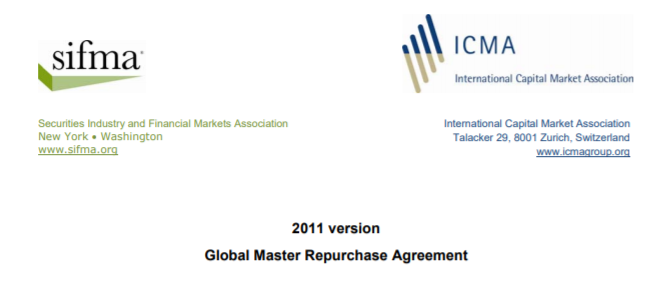 sifma
ICMA
International Capital Market Association
Securities Industry and Financial Markets Association
New York • Washington
www.sifma.org
International Capital Market Association
Talacker 29, 8001 Zurich, Switzerland
www.icmagroup.org
2011 version
Global Master Repurchase Agreement